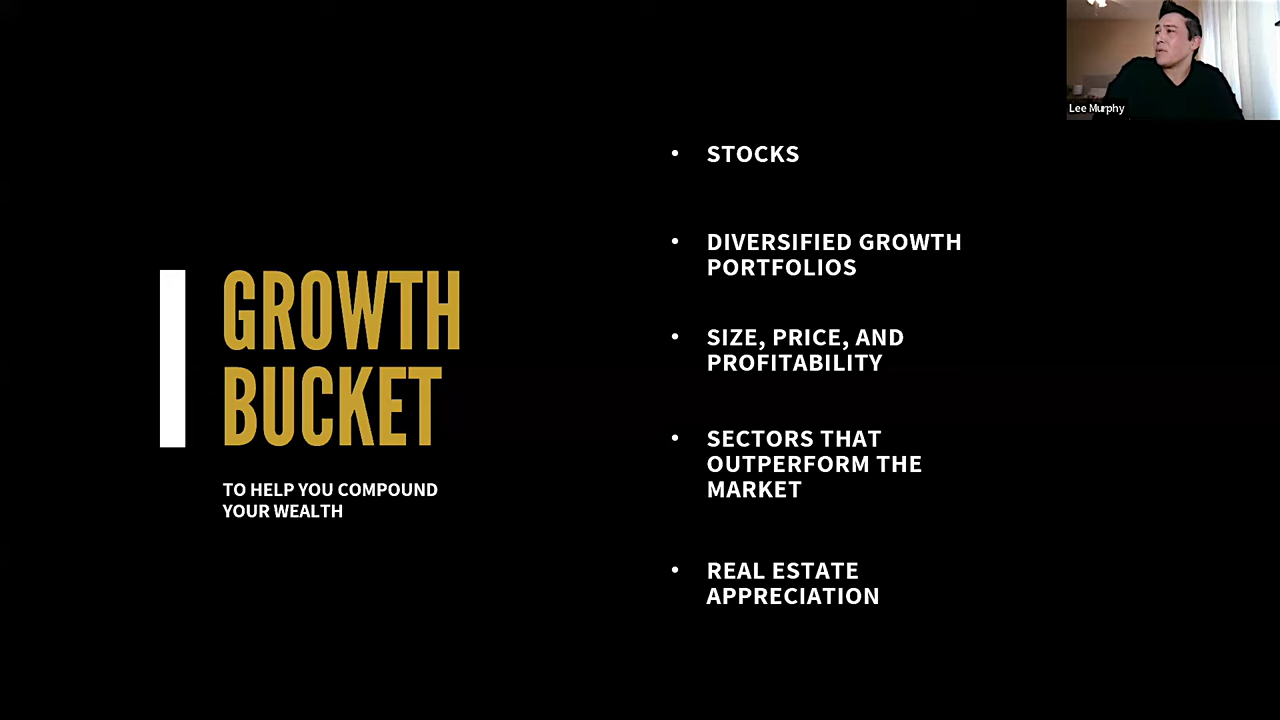 Lee Murphy
GROWTH
BUCKET
TO HELP YOU COMPOUND
YOUR WEALTH
• STOCKS
• DIVERSIFIED GROWTH
PORTFOLIOS
• SIZE, PRICE, AND
PROFITABILITY
• SECTORS THAT
OUTPERFORM THE
MARKET
• REAL ESTATE
APPRECIATION